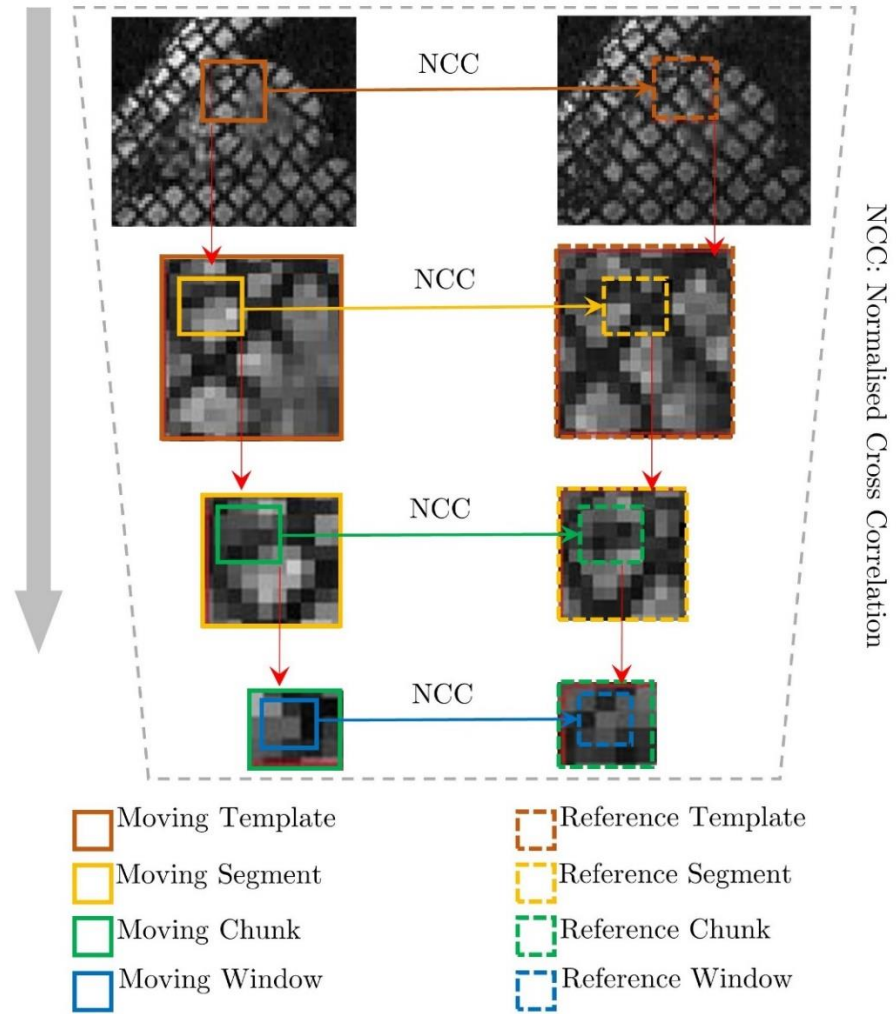 NCC
NCC
NCC
NCC
NCC: Normalised Cross Correlation
Moving Template
Reference Template
Moving Segment
Reference Segment
Moving Chunk
Reference Chunk
Moving Window
Reference Window